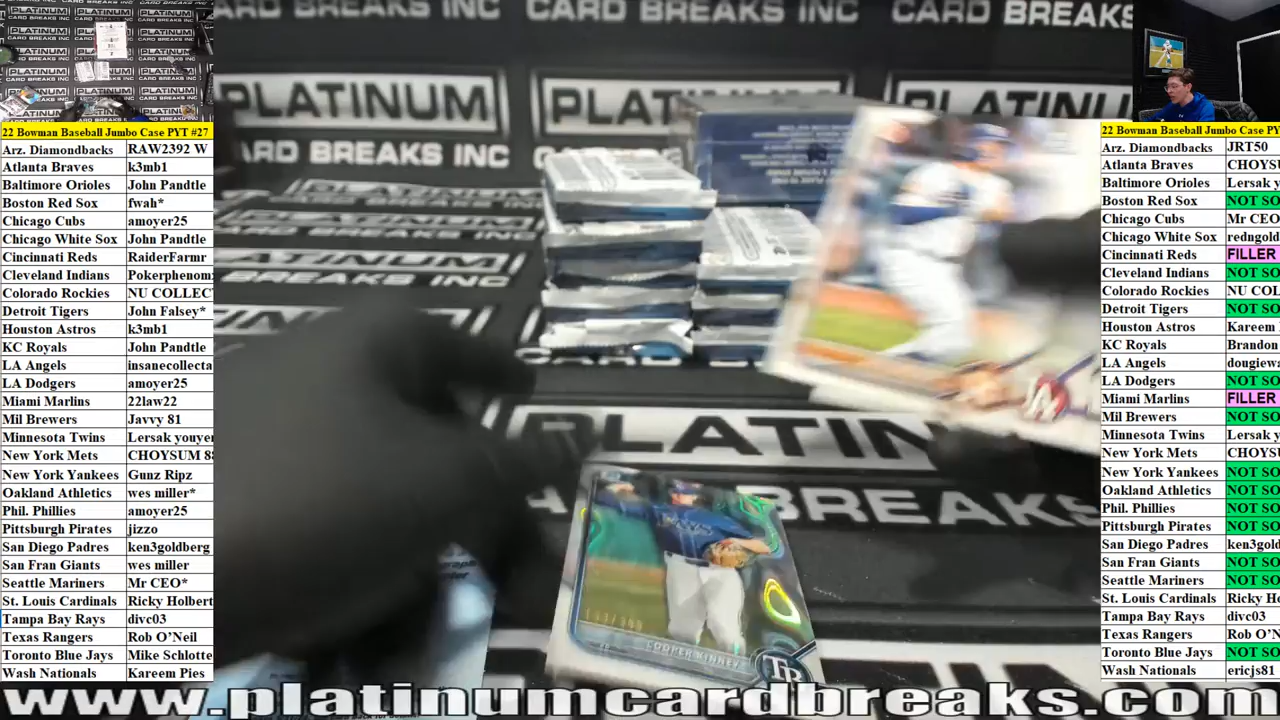 22 Bowman Baseball Jumbo Case PYT #27
Arz. Diamondbacks RAW2392 W
Atlanta Braves k3mb1
Baltimore Orioles John Pandtle
Boston Red Sox fwah*
Chicago Cubs amoyer25
Chicago White Sox John Pandtle
Cincinnati Reds RaiderFarmr
Cleveland Indians Pokerphenom
Colorado Rockies NU COLLEC
Detroit Tigers John Falsey*
Houston Astros k3mb1
KC Royals John Pandtle
LA Angels insanecollecta
LA Dodgers amoyer25
Miami Marlins 22law22
Mil Brewers Javvy 81
Minnesota Twins Lersak youyer
New York Mets CHOYSUM 88
New York Yankees Gunz Ripz
Oakland Athletics wes miller*
Phil. Phillies amoyer25
Pittsburgh Pirates jizzo
San Diego Padres ken3goldberg
San Fran Giants wes miller
Seattle Mariners Mr CEO*
St. Louis Cardinals Ricky Holbert
Tampa Bay Rays divc03
Texas Rangers Rob O'Neil
Toronto Blue Jays Mike Schlotte
Wash Nationals Kareem Pies
PLATINUM
CARD BREAKS INC
PLATINUM
CARD BREAKS INC
PLATINUM
BREAKS
COOPER KINNEY
TB
22 Bowman Baseball Jumbo Case PY
Arz. Diamondbacks JRT50
Atlanta Braves CHOYSU
Baltimore Orioles Lersak y
Boston Red Sox NOT SO
Chicago Cubs Mr CEO
Chicago White Sox redngold
Cincinnati Reds FILLER
Cleveland Indians NOT SO
Colorado Rockies NU COL
Detroit Tigers NOT SO
Houston Astros Kareem
KC Royals Brandon
LA Angels dougiewa
LA Dodgers NOT SO
Miami Marlins FILLER
Mil Brewers NOT SO
Minnesota Twins Lersak y
New York Mets CHOYSU
New York Yankees NOT SO
Oakland Athletics NOT SO
Phil. Phillies NOT SO
Pittsburgh Pirates NOT SO
San Diego Padres ken3gold
San Fran Giants NOT SO
Seattle Mariners NOT SO
St. Louis Cardinals Ricky Ho
Tampa Bay Rays divc03
Texas Rangers Rob O'N
Toronto Blue Jays NOT SO
Wash Nationals ericjs81
www.platinumcardbreaks.com